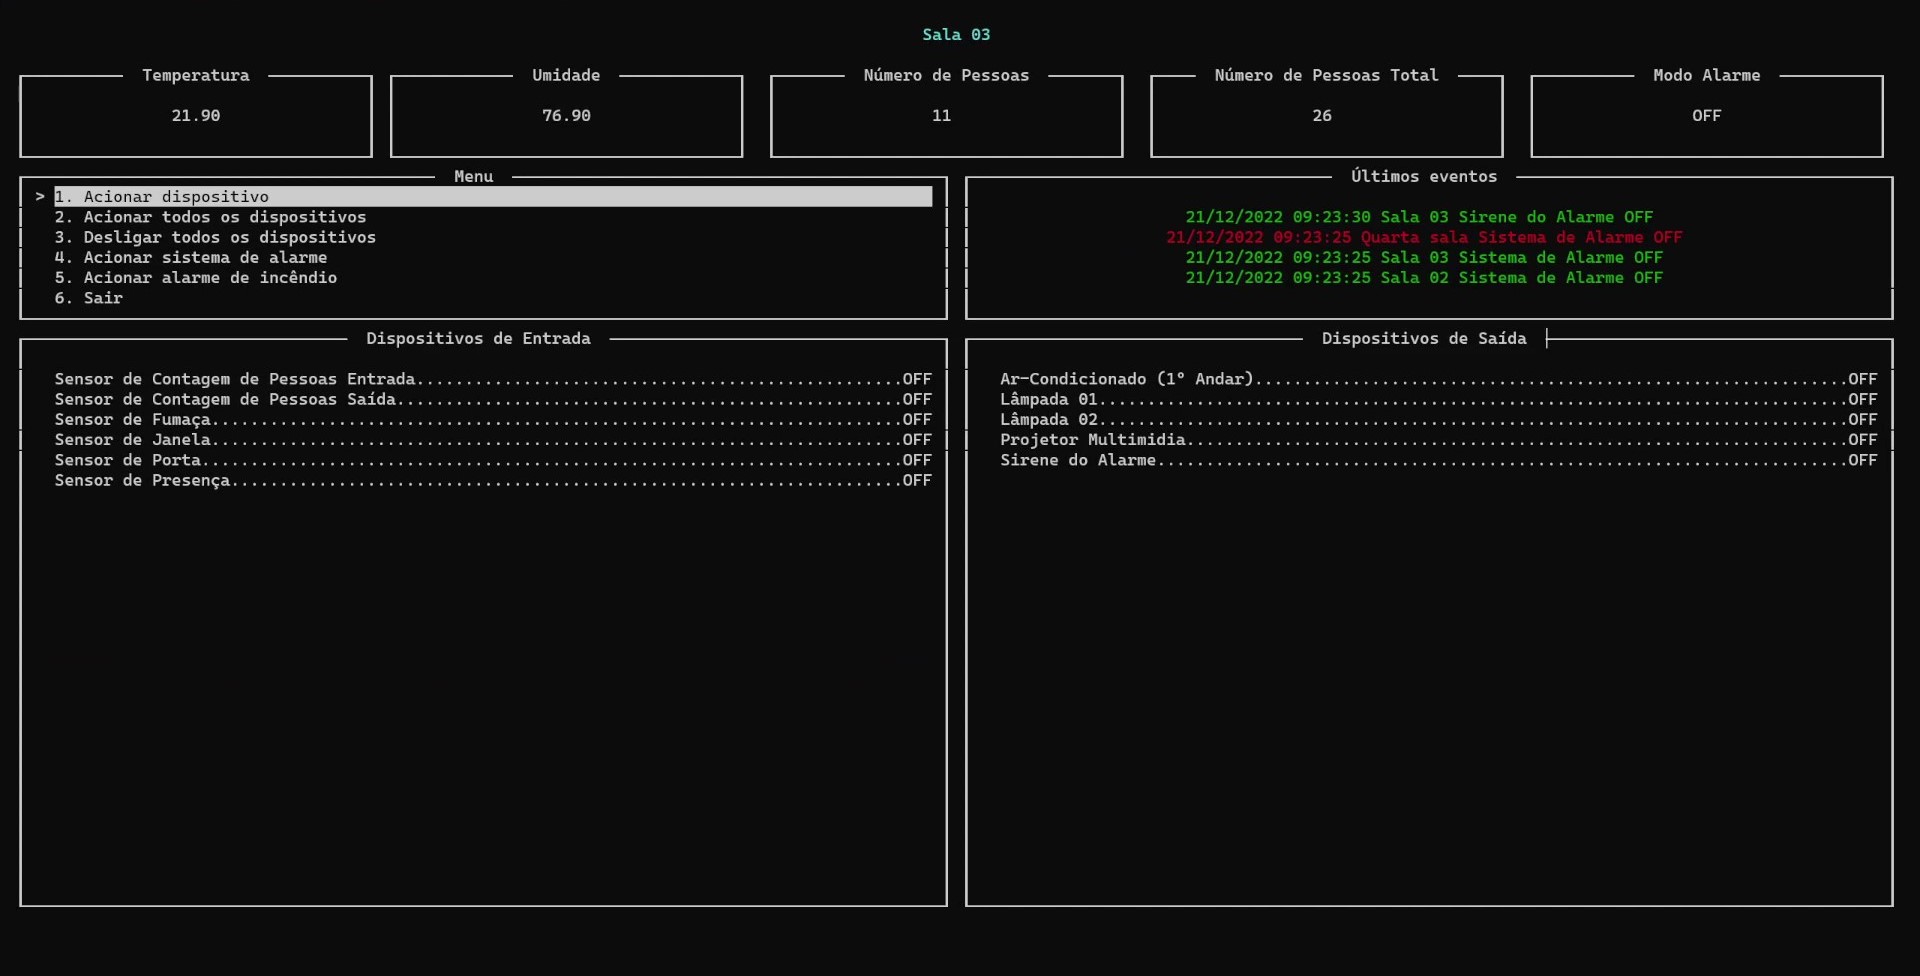 Sala 03
Temperatura
21.90
Umidade
76.90
Número de Pessoas
11
Número de Pessoas Total
26
Modo Alarme
OFF
Menu
> 1. Acionar dispositivo
2. Acionar todos os dispositivos
3. Desligar todos os dispositivos
4. Acionar sistema de alarme
5. Acionar alarme de incêndio
6. Sair
Últimos eventos
21/12/2022 09:23:30 Sala 03 Sirene do Alarme OFF
21/12/2022 09:23:25 Quarta sala Sistema de Alarme OFF
21/12/2022 09:23:25 Sala 03 Sistema de Alarme OFF
21/12/2022 09:23:25 Sala 02 Sistema de Alarme OFF
Dispositivos de Entrada
Sensor de Contagem de Pessoas Entrada..................................................OFF
Sensor de Contagem de Pessoas Saída....................................................OFF
Sensor de Fumaça.......................................................................OFF
Sensor de Janela.......................................................................OFF
Sensor de Porta........................................................................OFF
Sensor de Presença.....................................................................OFF
Dispositivos de Saída
Ar-Condicionado (1° Andar).............................................................OFF
Lâmpada 01.............................................................................OFF
Lâmpada 02.............................................................................OFF
Projetor Multimidia....................................................................OFF
Sirene do Alarme.......................................................................OFF